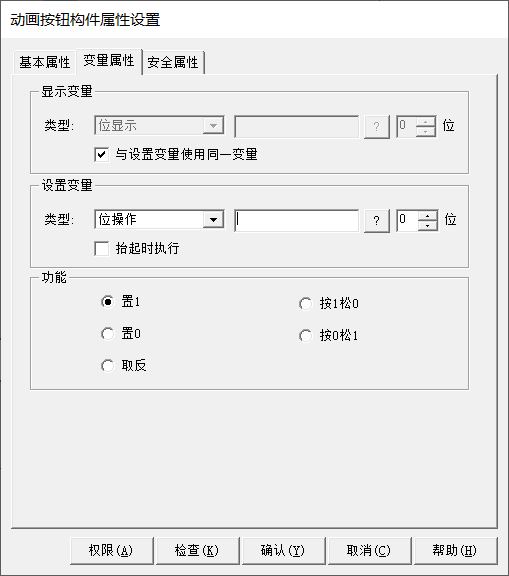 动画按钮构件属性设置
基本属性 变量属性 安全属性
显示变量
类型: 位显示 ? 0 位
与设置变量使用同一变量
设置变量
类型: 位操作 ? 0 位
抬起时执行
功能
置1 按1松0
置0 按0松1
取反
权限(A) 检查(K) 确认(Y) 取消(C) 帮助(H)